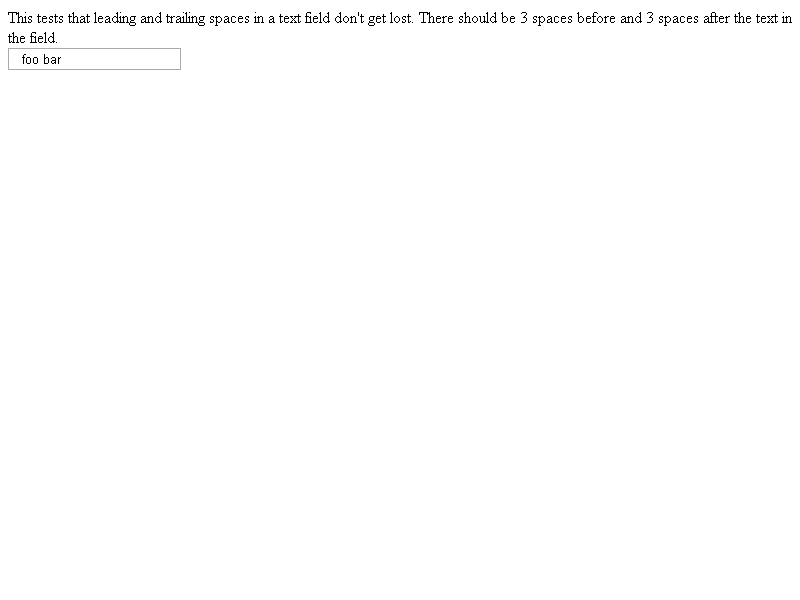 This tests that leading and trailing spaces in a text field don't get lost. There should be 3 spaces before and 3 spaces after the text in
the field.
   foo bar